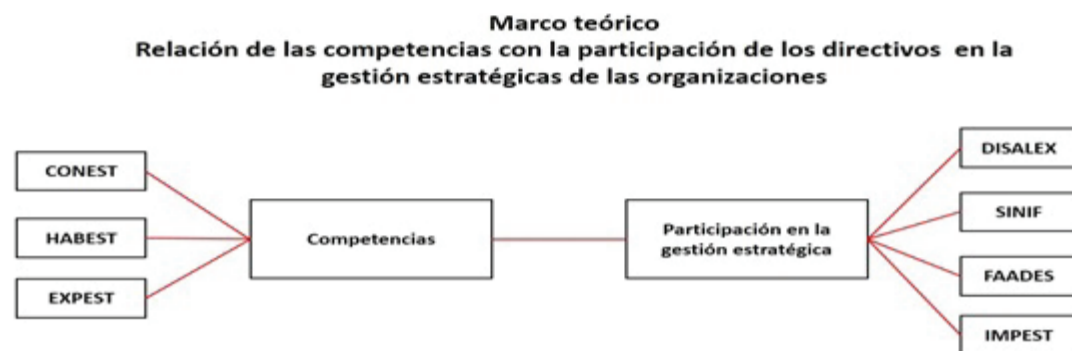 Marco teórico
Relación de las competencias con la participación de los directivos en la
gestión estratégicas de las organizaciones
CONEST
HABEST
EXPEST
Competencias
Participación en la
gestión estratégica
DISALEX
SINIF
FAADES
IMPEST